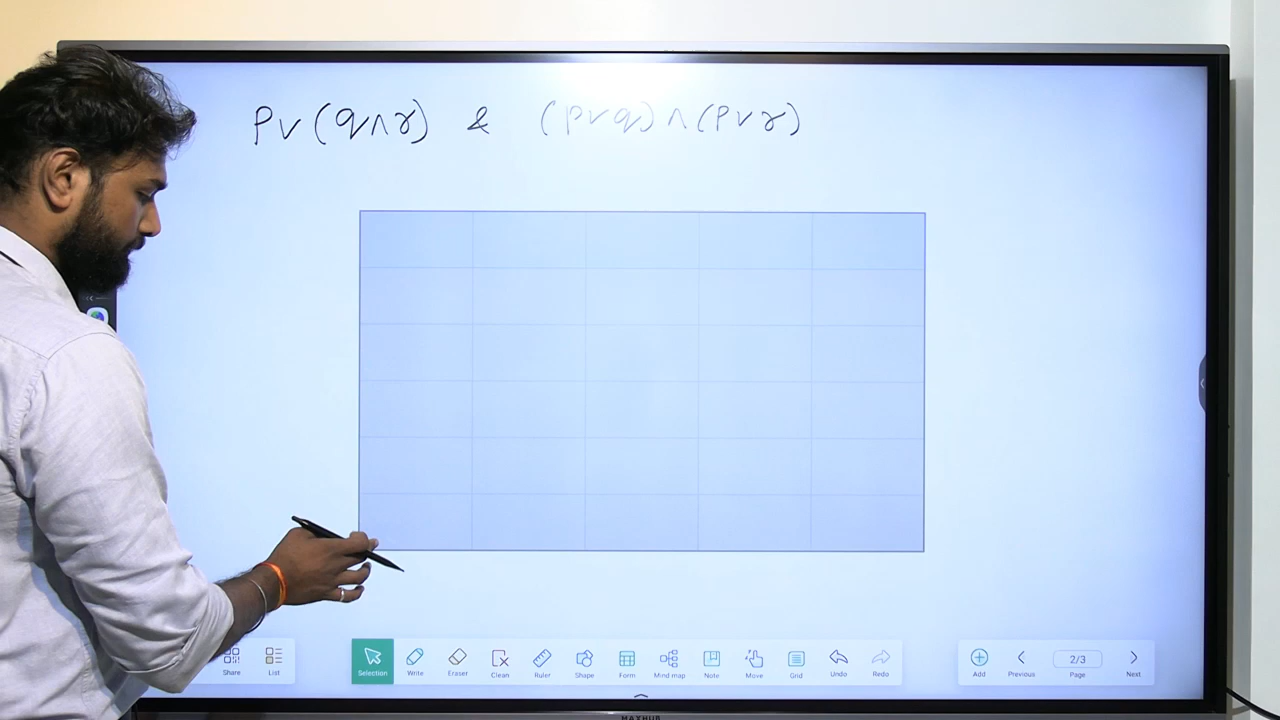 p∨(q∧r) & (p∨q)∧(p∨r)
Share List Selection Write Eraser Clean Ruler Shape Form Mind map Note Move Grid Undo Redo Add Previous 2/3 Page Next
MAXHUB